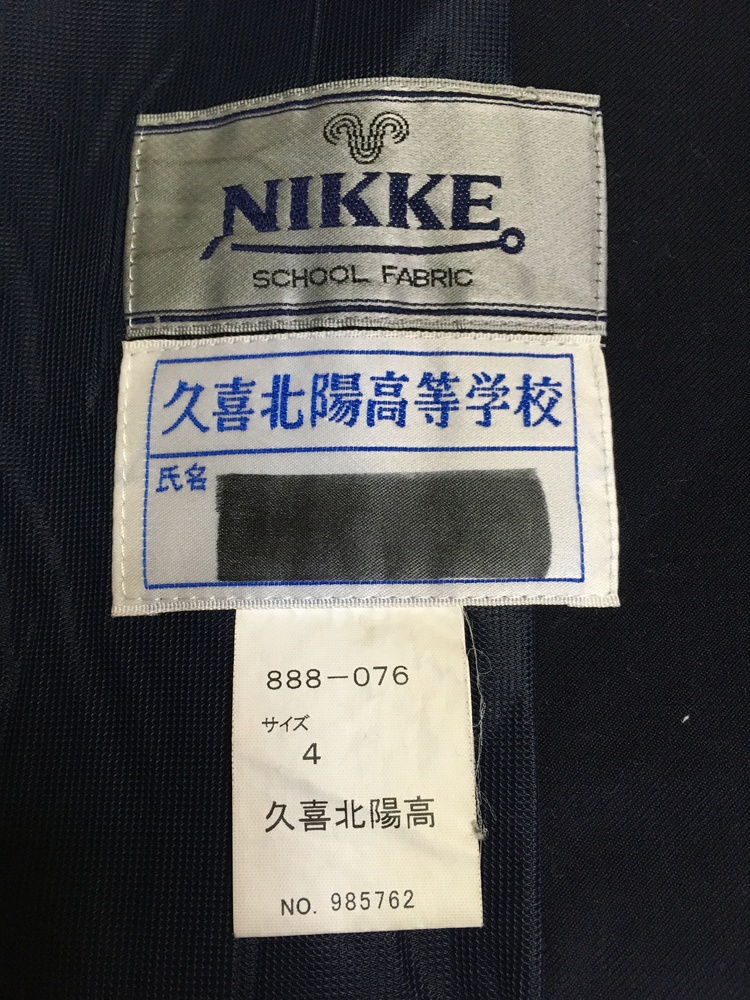 NIKKE
SCHOOL FABRIC
久喜北陽高等学校
氏名
888-076
サイズ
4
久喜北陽高
NO. 985762